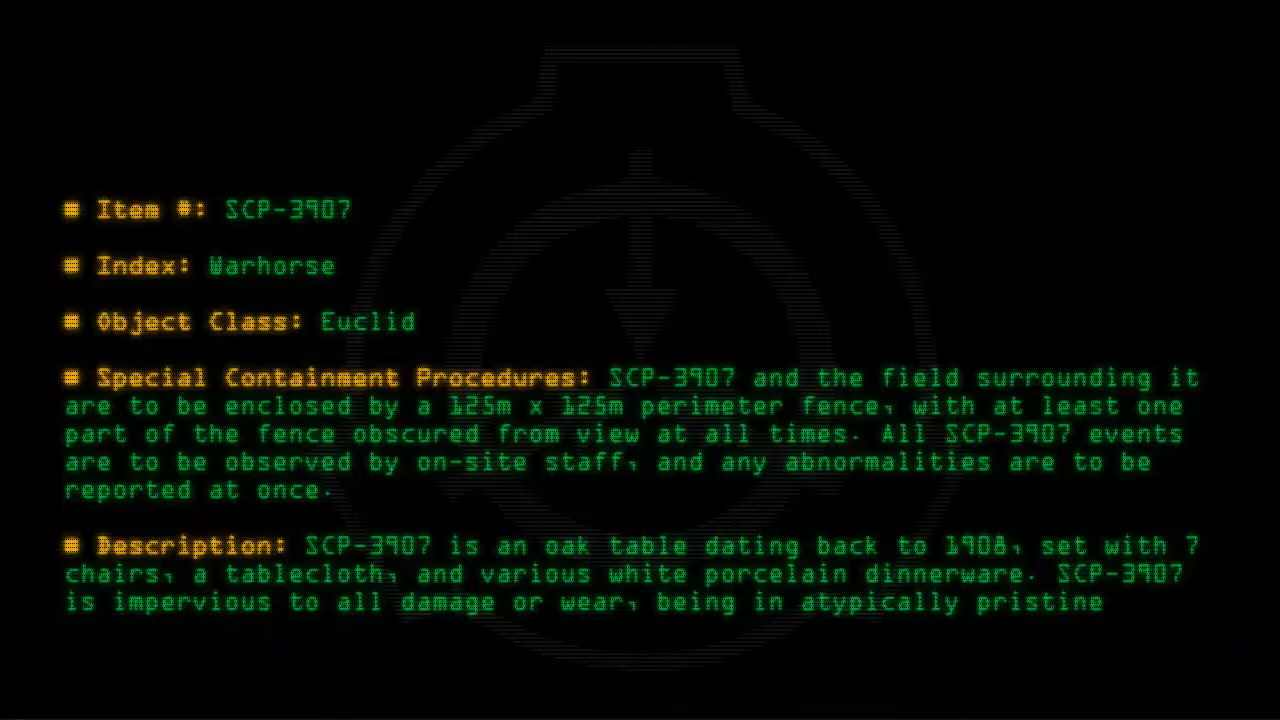 # Item #: SCP-3907
# Index: Warhorse
# Object Class: Euclid
# Special Containment Procedures: SCP-3907 and the field surrounding it
are to be enclosed by a 125m x 125m perimeter fence, with at least one
part of the fence obscured from view at all times. All SCP-3907 events
are to be observed by on-site staff, and any abnormalities are to be
reported at once.
# Description: SCP-3907 is an oak table dating back to 1908, set with 7
chairs, a tablecloth, and various white porcelain dinnerware. SCP-3907
is impervious to all damage or wear, being in atypically pristine